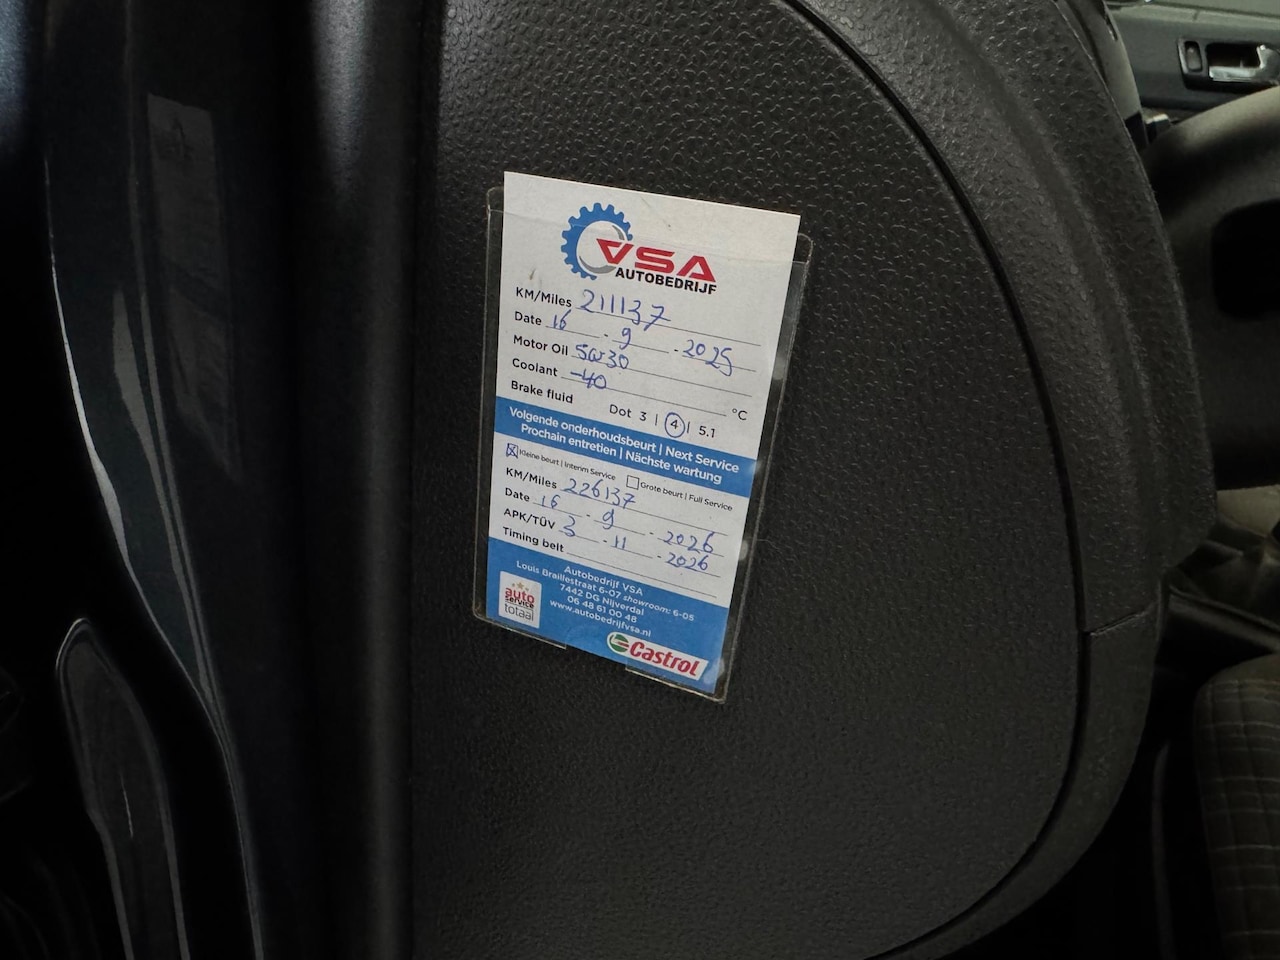 VSA
AUTOBEDRIJF
KM/Miles 211137
Date 16 - 9 - 2025
Motor Oil 5W30
Coolant -40 °C
Brake fluid Dot 3 | 4 | 5.1
Volgende onderhoudsbeurt | Next Service
Prochain entretien | Nächste wartung
Kleine beurt | Interim Service Grote beurt | Full Service
KM/Miles 226137
Date 16 - 9 - 2026
APK/TÜV 3 - 11 - 2026
Timing belt
Autobedrijf VSA
Louis Braillestraat 6-07 showroom: 6-05
7442 DG Nijverdal
06 48 61 00 48
www.autobedrijfvsa.nl
auto
service
totaal
Castrol